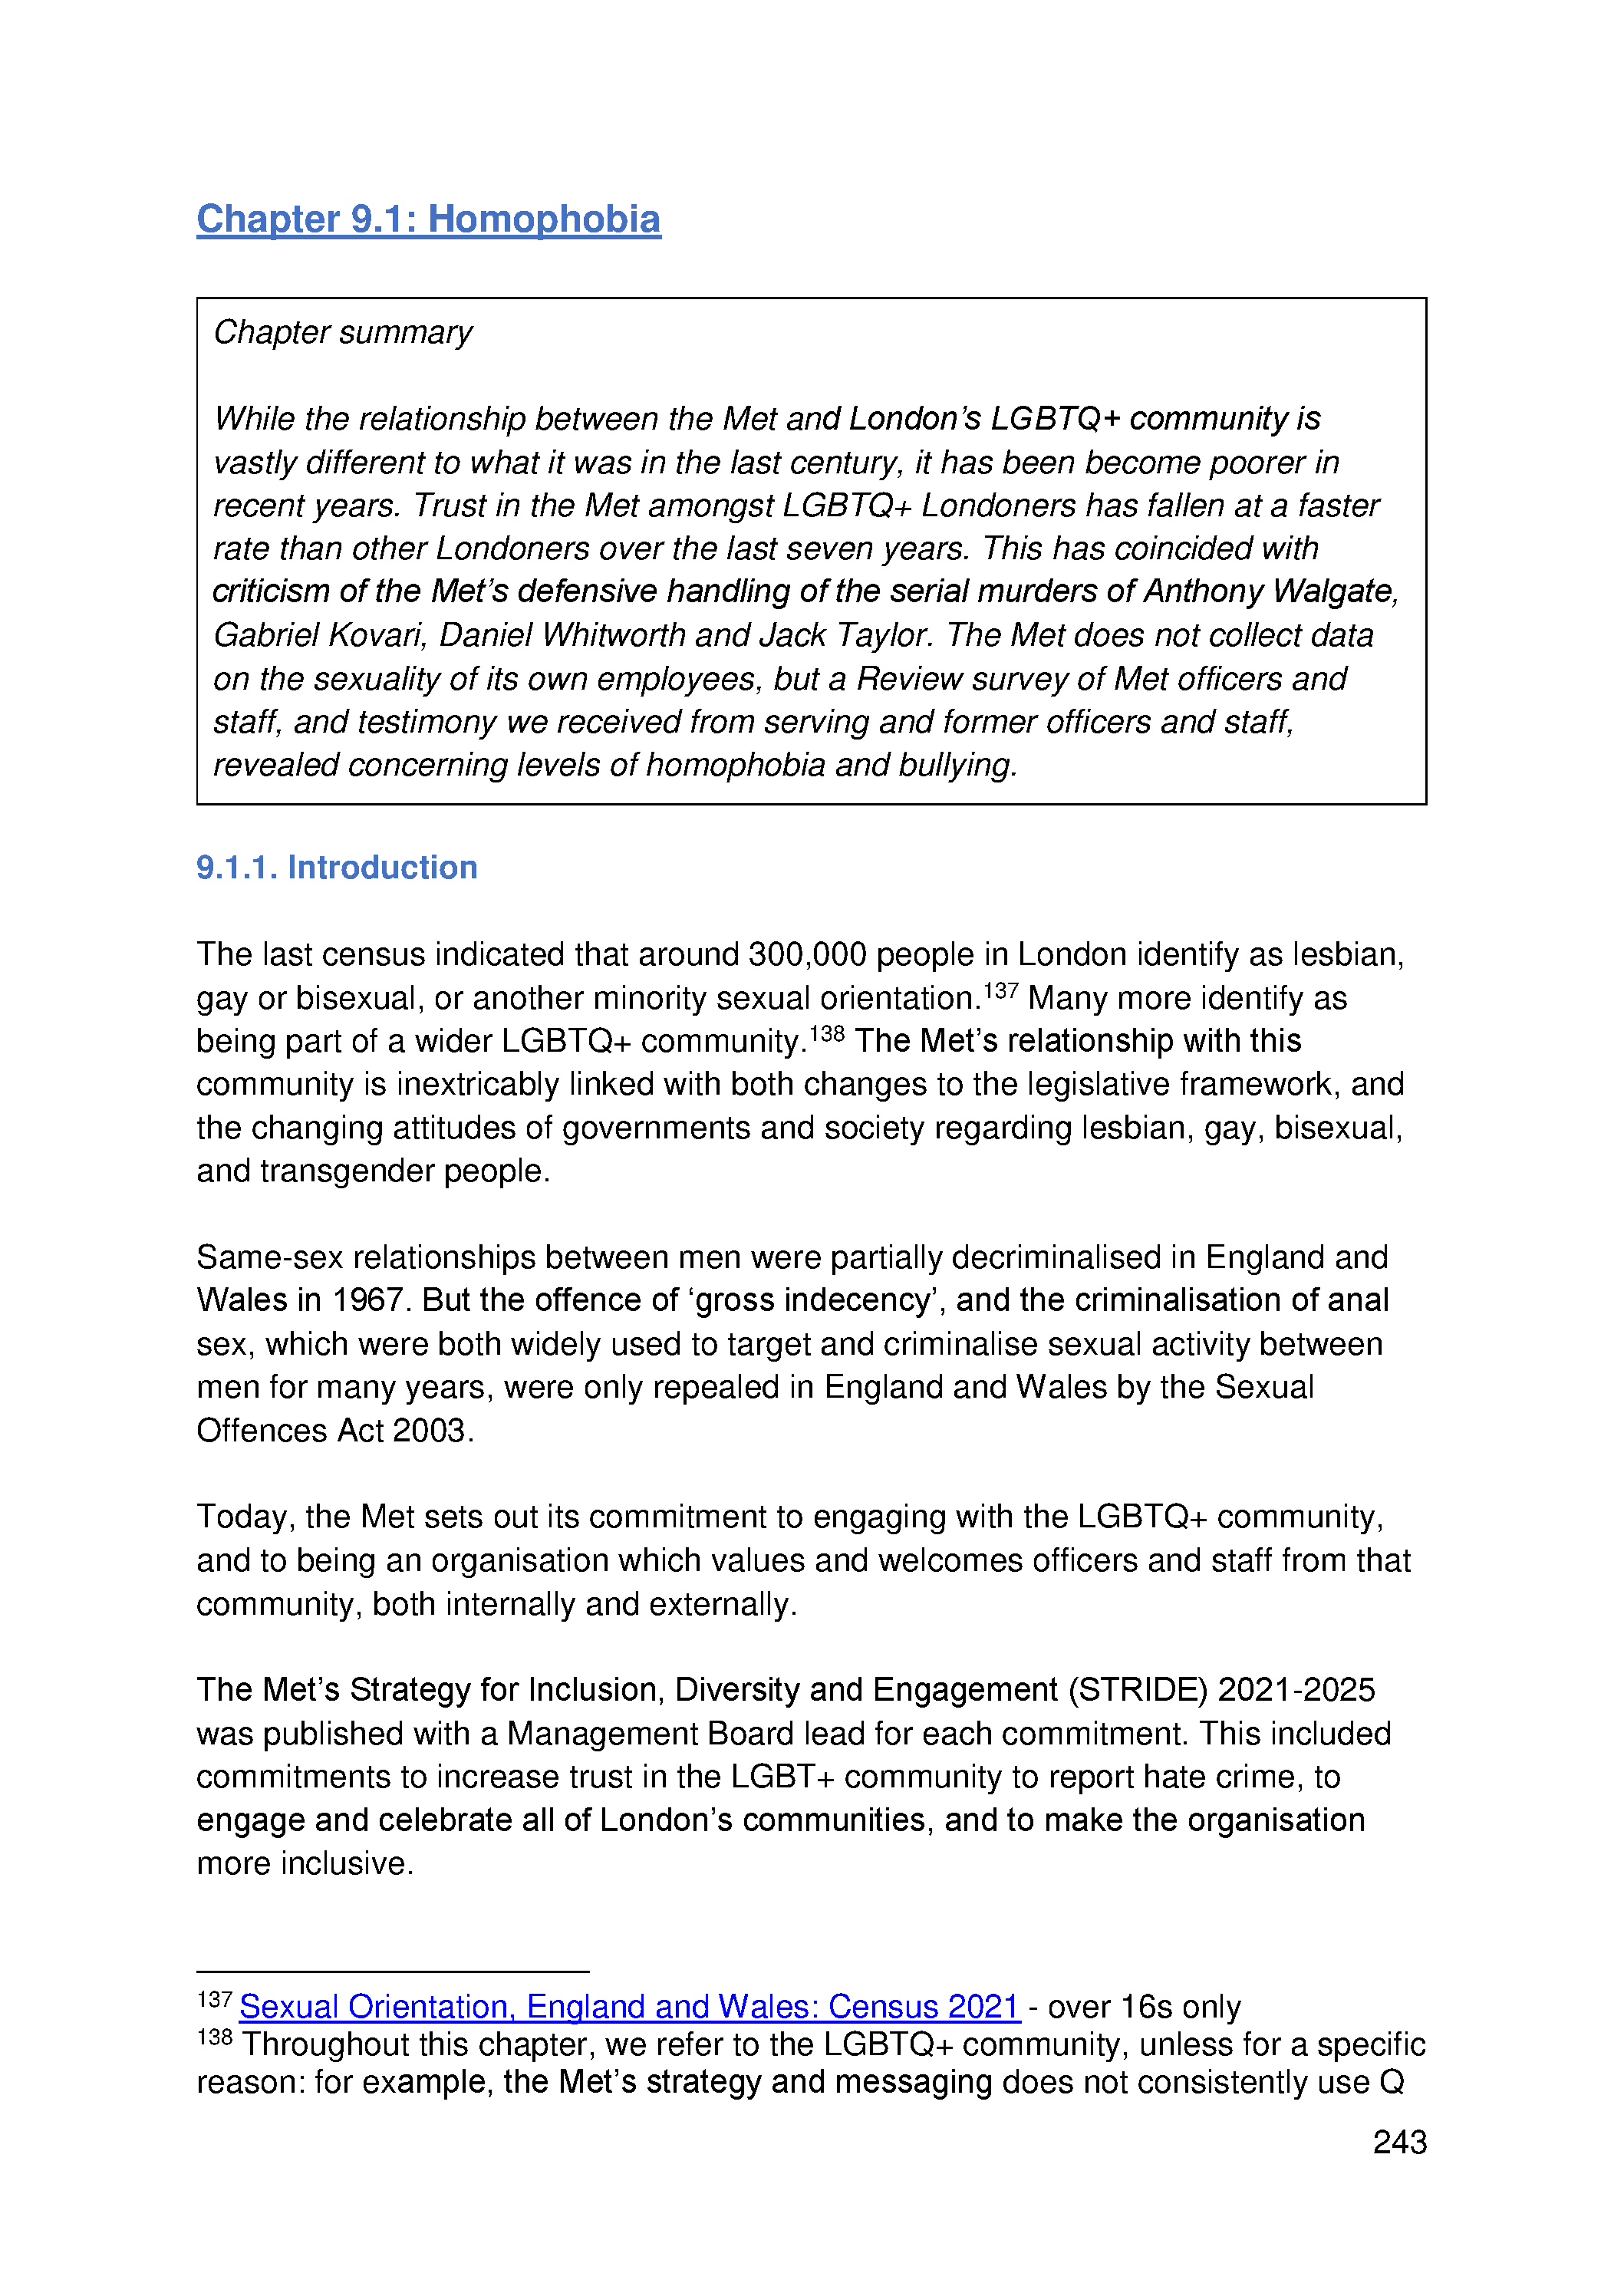 Chapter 9.1: Homophobia
Chapter summary
While the relationship between the Met and London’s LGBTQ+ community is
vastly different to what it was in the last century, it has been become poorer in
recent years. Trust in the Met amongst LGBTQ+ Londoners has fallen at a faster
rate than other Londoners over the last seven years. This has coincided with
criticism of the Met’s defensive handling of the serial murders of Anthony Walgate,
Gabriel Kovari, Daniel Whitworth and Jack Taylor. The Met does not collect data
on the sexuality of its own employees, but a Review survey of Met officers and
staff, and testimony we received from serving and former officers and staff,
revealed concerning levels of homophobia and bullying.
9.1.1. Introduction
The last census indicated that around 300,000 people in London identify as lesbian,
gay or bisexual, or another minority sexual orientation.137 Many more identify as
being part of a wider LGBTQ+ community.138 The Met’s relationship with this
community is inextricably linked with both changes to the legislative framework, and
the changing attitudes of governments and society regarding lesbian, gay, bisexual,
and transgender people.
Same-sex relationships between men were partially decriminalised in England and
Wales in 1967. But the offence of ‘gross indecency’, and the criminalisation of anal
sex, which were both widely used to target and criminalise sexual activity between
men for many years, were only repealed in England and Wales by the Sexual
Offences Act 2003.
Today, the Met sets out its commitment to engaging with the LGBTQ+ community,
and to being an organisation which values and welcomes officers and staff from that
community, both internally and externally.
The Met’s Strategy for Inclusion, Diversity and Engagement (STRIDE) 2021-2025
was published with a Management Board lead for each commitment. This included
commitments to increase trust in the LGBT+ community to report hate crime, to
engage and celebrate all of London’s communities, and to make the organisation
more inclusive.
137 Sexual Orientation, England and Wales: Census 2021 - over 16s only
138 Throughout this chapter, we refer to the LGBTQ+ community, unless for a specific
reason: for example, the Met’s strategy and messaging does not consistently use Q
243